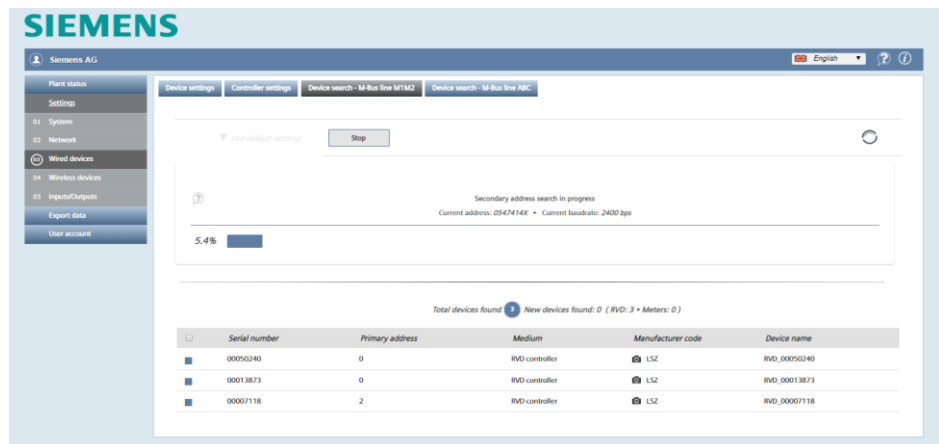 SIEMENS
Siemens AG
English
Plant status
Settings
01 System
02 Network
03 Wired devices
04 Wireless devices
05 Inputs/Outputs
Export data
User account
Device settings
Controller settings
Device search - M-Bus line M1M2
Device search - M-Bus line ABC
Use default settings
Stop
Secondary address search in progress
Current address: 0547414X • Current baudrate: 2400 bps
5.4%
Total devices found 3 New devices found: 0 ( RVD: 3 • Meters: 0 )
Serial number Primary address Medium Manufacturer code Device name
00050240 0 RVD controller LSZ RVD_00050240
00013873 0 RVD controller LSZ RVD_00013873
00007118 2 RVD controller LSZ RVD_00007118